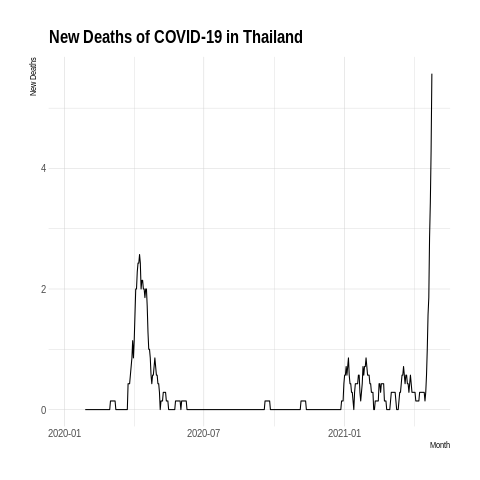 New Deaths of COVID-19 in Thailand
New Deaths
4
2
0
2020-01
2020-07
2021-01
Month